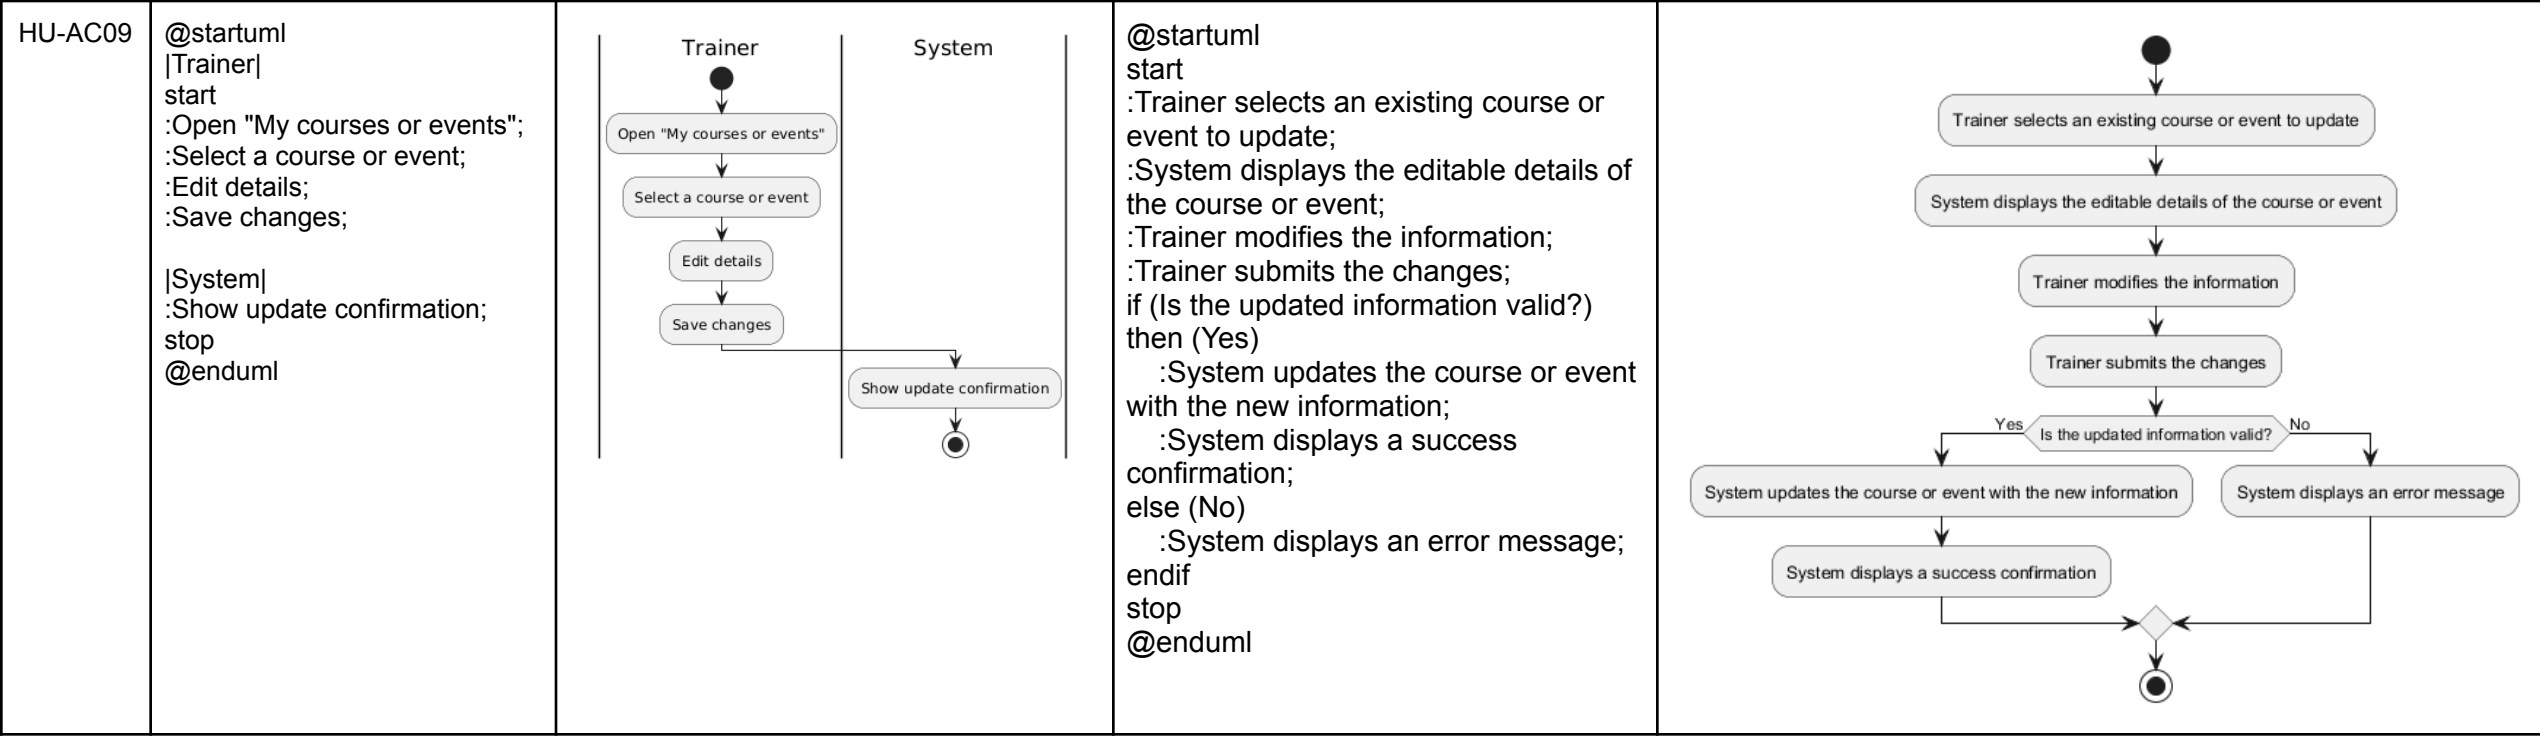 HU-AC09
@startuml
|Trainer|
start
:Open "My courses or events";
:Select a course or event;
:Edit details;
:Save changes;
|System|
:Show update confirmation;
stop
@enduml
Trainer
System
Open "My courses or events"
Select a course or event
Edit details
Save changes
Show update confirmation
@startuml
start
:Trainer selects an existing course or
event to update;
:System displays the editable details of
the course or event;
:Trainer modifies the information;
:Trainer submits the changes;
if (Is the updated information valid?)
then (Yes)
:System updates the course or event
with the new information;
:System displays a success
confirmation;
else (No)
:System displays an error message;
endif
stop
@enduml
Trainer selects an existing course or event to update
System displays the editable details of the course or event
Trainer modifies the information
Trainer submits the changes
Yes
Is the updated information valid?
No
System updates the course or event with the new information
System displays an error message
System displays a success confirmation